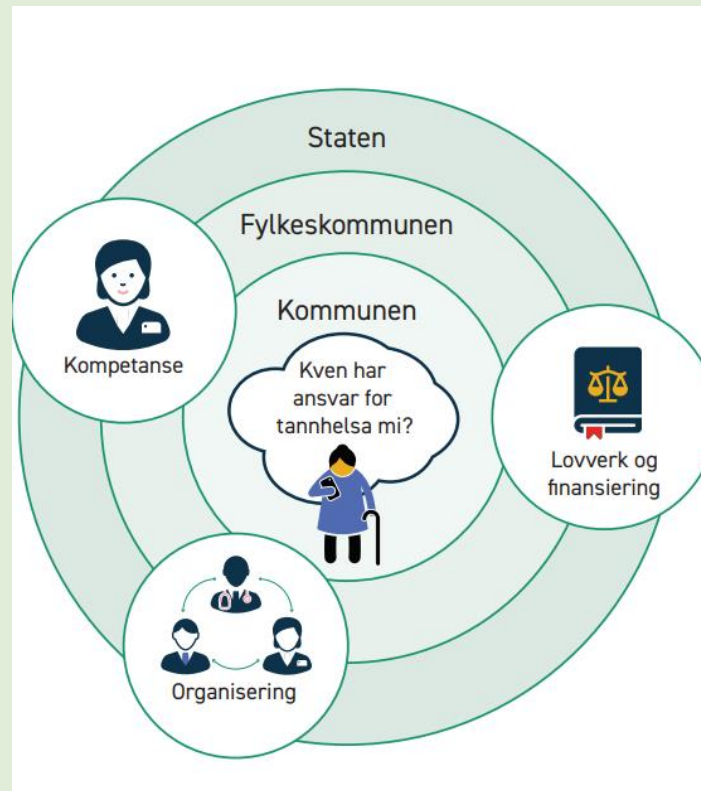 Staten
Fylkeskommunen
Kommunen
Kompetanse
Kven har
ansvar for
tannhelsa mi?
Lovverk og
finansiering
Organisering